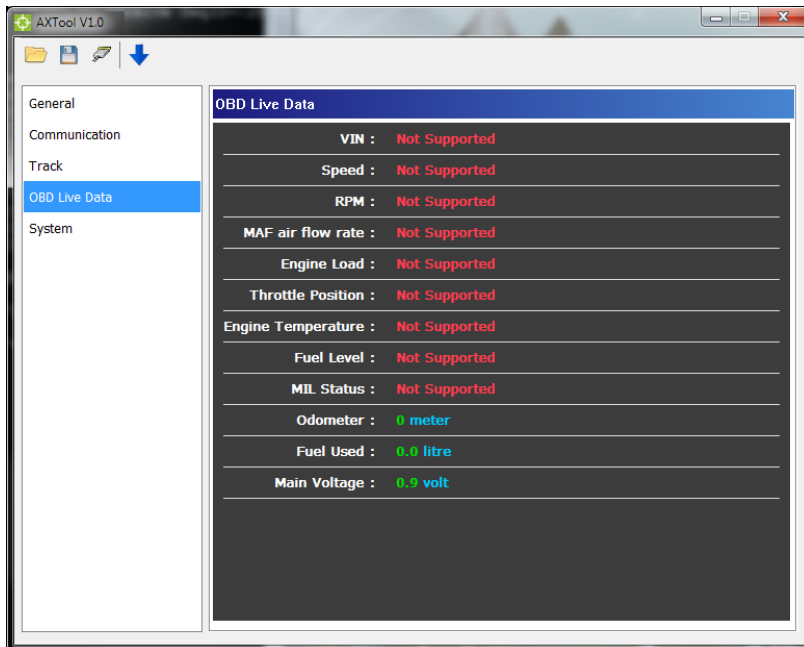 AXTool V1.0
General
Communication
Track
OBD Live Data
System
OBD Live Data
VIN : Not Supported
Speed : Not Supported
RPM : Not Supported
MAF air flow rate : Not Supported
Engine Load : Not Supported
Throttle Position : Not Supported
Engine Temperature : Not Supported
Fuel Level : Not Supported
MIL Status : Not Supported
Odometer : 0 meter
Fuel Used : 0.0 litre
Main Voltage : 0.9 volt